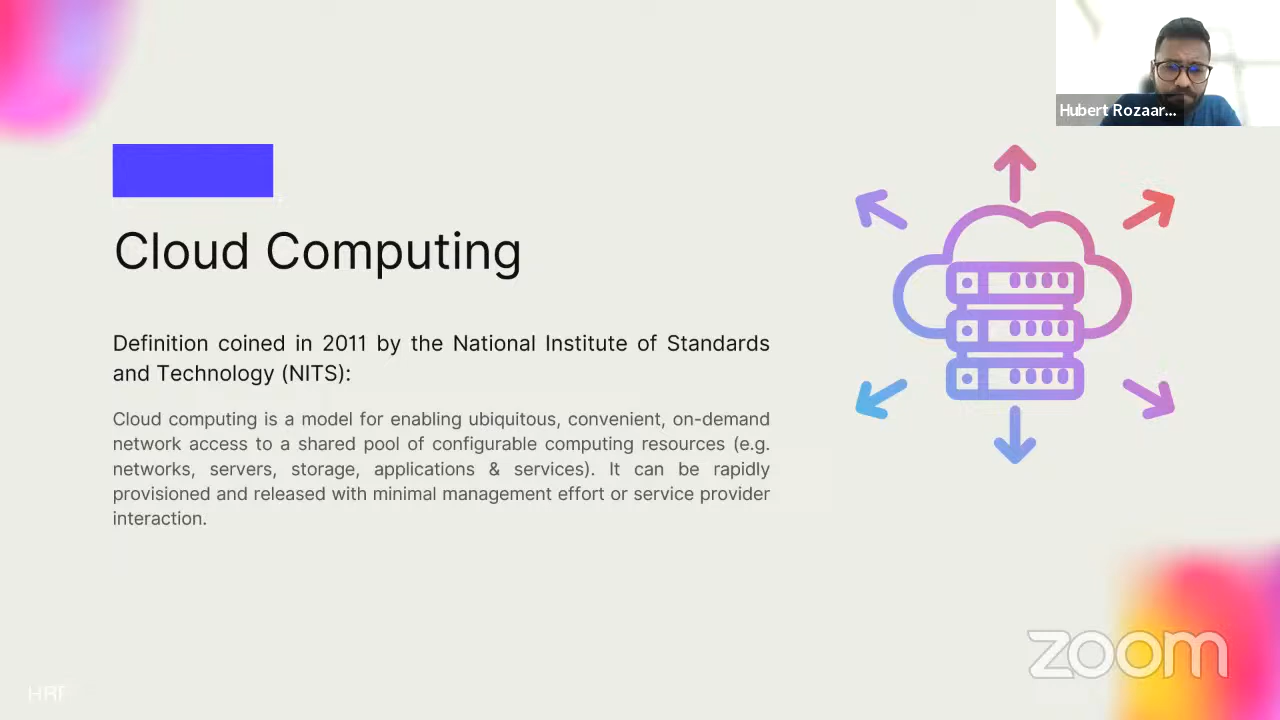 Hubert Rozaar...
Cloud Computing
Definition coined in 2011 by the National Institute of Standards
and Technology (NITS):
Cloud computing is a model for enabling ubiquitous, convenient, on-demand
network access to a shared pool of configurable computing resources (e.g.
networks, servers, storage, applications & services). It can be rapidly
provisioned and released with minimal management effort or service provider
interaction.
zoom